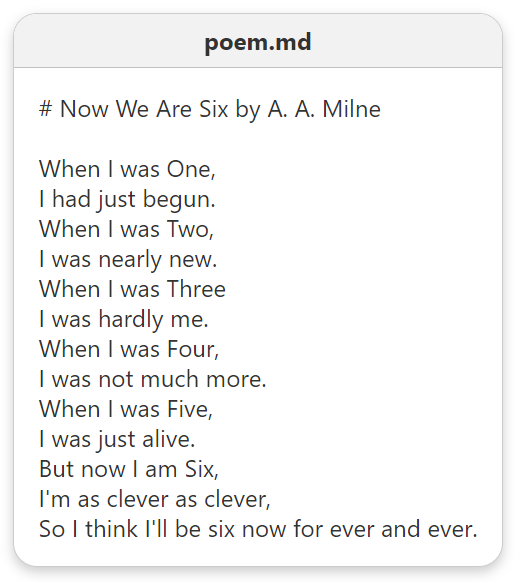 poem.md
# Now We Are Six by A. A. Milne
When I was One,
I had just begun.
When I was Two,
I was nearly new.
When I was Three
I was hardly me.
When I was Four,
I was not much more.
When I was Five,
I was just alive.
But now I am Six,
I'm as clever as clever,
So I think I'll be six now for ever and ever.